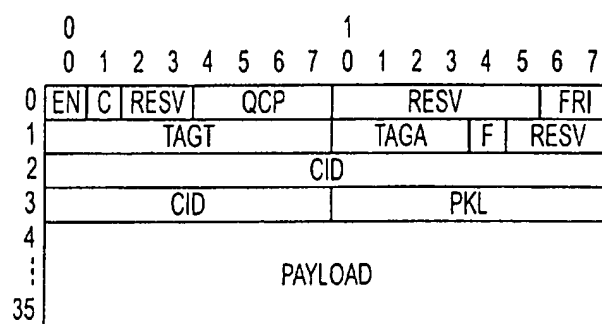 0 1
0 1 2 3 4 5 6 7 0 1 2 3 4 5 6 7
0 EN C RESV QCP RESV FRI
1 TAGT TAGA F RESV
2 CID
3 CID PKL
4
PAYLOAD
35